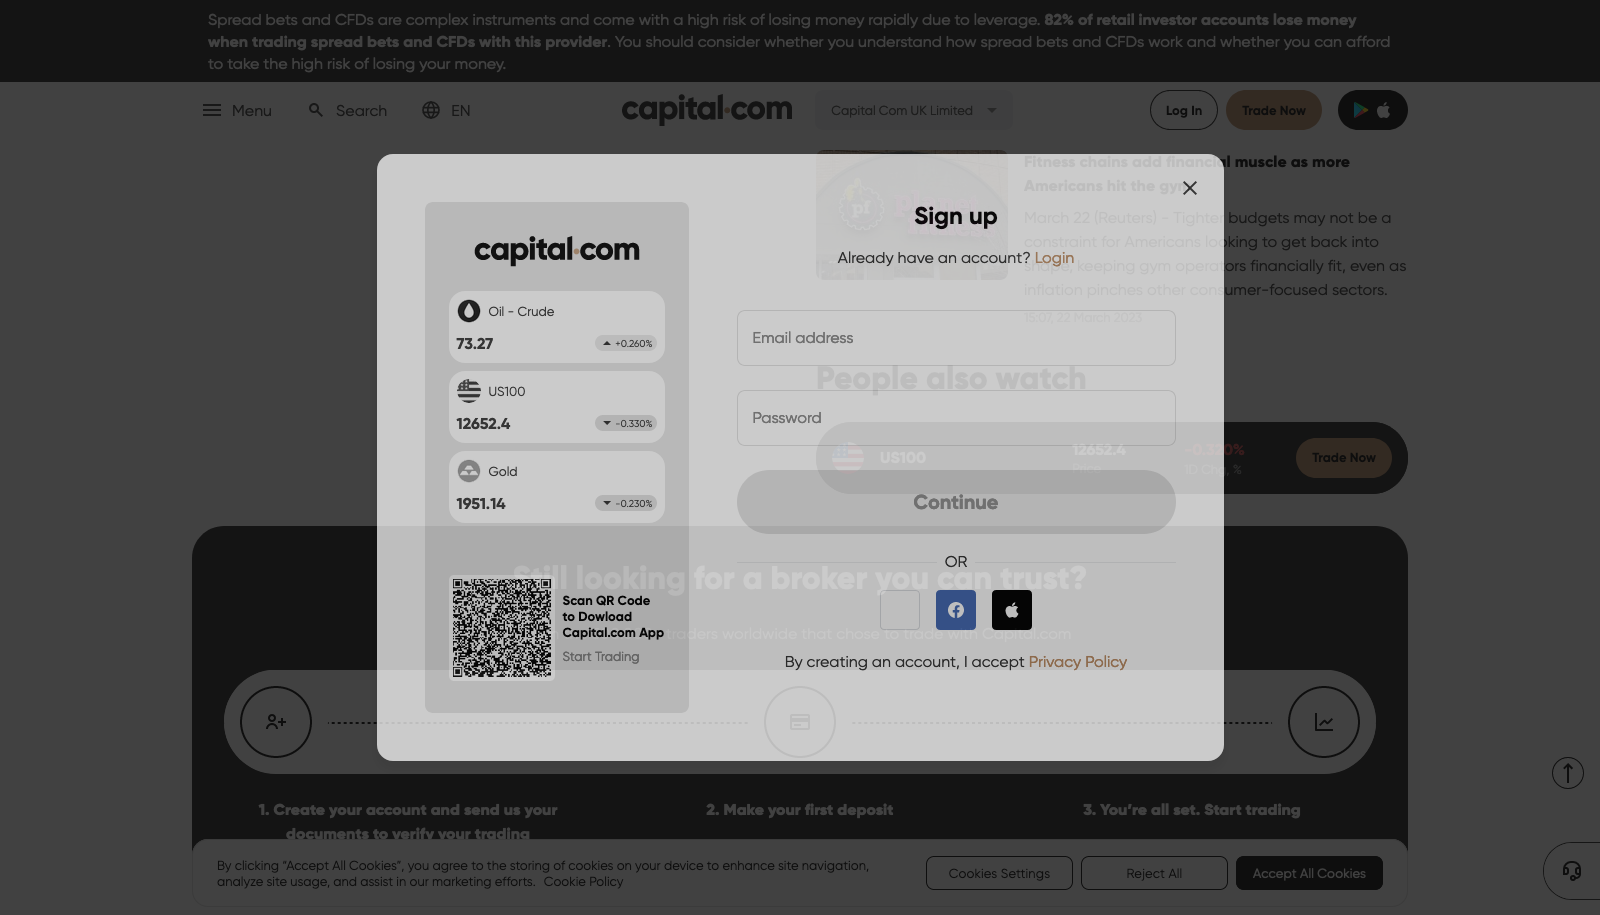 Spread bets and CFDs are complex instruments and come with a high risk of losing money rapidly due to leverage. 82% of retail investor accounts lose money
when trading spread bets and CFDs with this provider. You should consider whether you understand how spread bets and CFDs work and whether you can afford
to take the high risk of losing your money.
Menu
Search
EN
capital.com
Capital Com UK Limited
Log In
Trade Now
Fitness chains add financial muscle as more
Americans hit the gym
March 22 (Reuters) - Tighter budgets may not be a
constraint for Americans looking to get back into
shape, keeping gym operators financially fit, even as
inflation pinches other consumer-focused sectors.
15:07, 22 March 2023
People also watch
US100
12652.4
Price
-0.330%
1D Chg, %
Trade Now
Sign up
Already have an account? Login
Email address
Password
Continue
OR
By creating an account, I accept Privacy Policy
capital.com
Oil - Crude
73.27
+0.260%
US100
12652.4
-0.330%
Gold
1951.14
-0.230%
Scan QR Code
to Dowload
Capital.com App
Start Trading
Still looking for a broker you can trust?
traders worldwide that chose to trade with Capital.com
1. Create your account and send us your
documents to verify your trading
2. Make your first deposit
3. You’re all set. Start trading
By clicking “Accept All Cookies”, you agree to the storing of cookies on your device to enhance site navigation,
analyze site usage, and assist in our marketing efforts. Cookie Policy
Cookies Settings
Reject All
Accept All Cookies